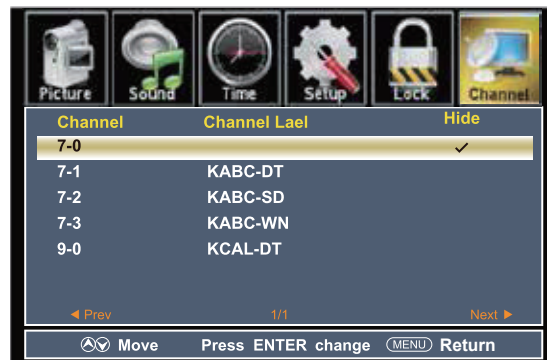 Picture Sound Time Setup Lock Channel
Channel Channel Lael Hide
7-0 ✓
7-1 KABC-DT
7-2 KABC-SD
7-3 KABC-WN
9-0 KCAL-DT
◀ Prev 1/1 Next ▶
Move Press ENTER change MENU Return